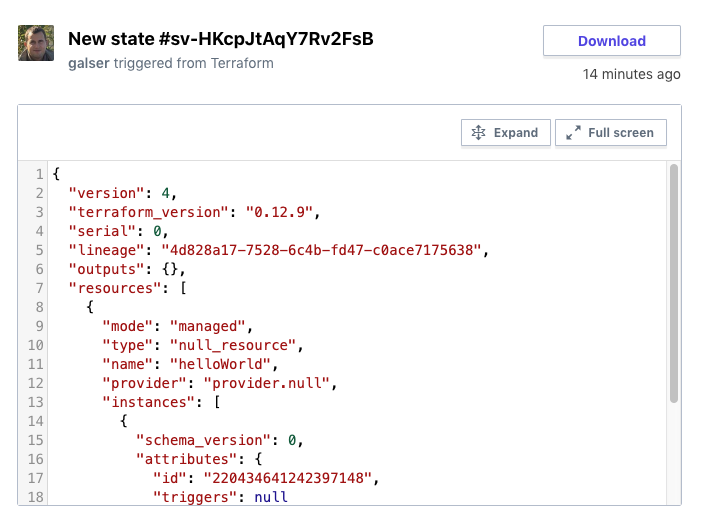 New state #sv-HKcpJtAqY7Rv2FsB
galser triggered from Terraform
Download
14 minutes ago
Expand
Full screen
1 {
2 "version": 4,
3 "terraform_version": "0.12.9",
4 "serial": 0,
5 "lineage": "4d828a17-7528-6c4b-fd47-c0ace7175638",
6 "outputs": {},
7 "resources": [
8 {
9 "mode": "managed",
10 "type": "null_resource",
11 "name": "helloWorld",
12 "provider": "provider.null",
13 "instances": [
14 {
15 "schema_version": 0,
16 "attributes": {
17 "id": "220434641242397148",
18 "triggers": null